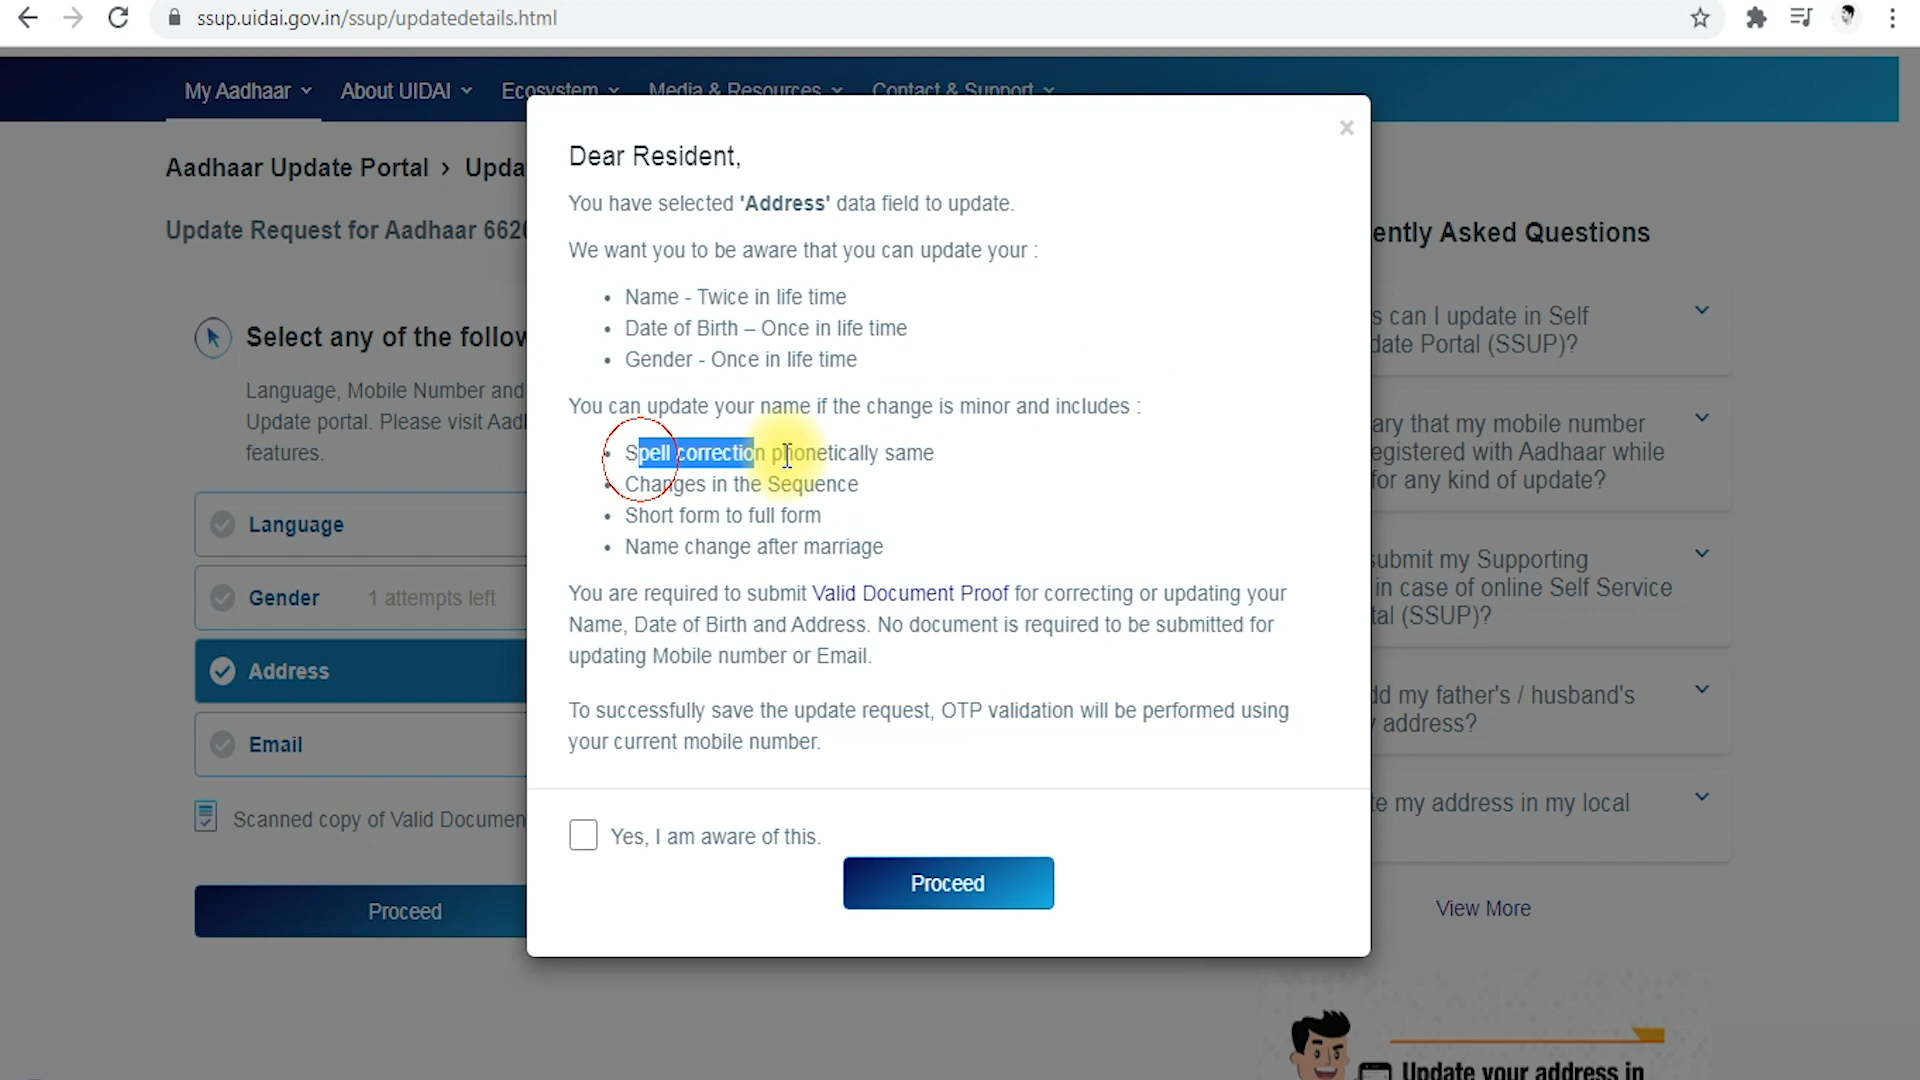 ssup.uidai.gov.in/ssup/updatedetails.html
My Aadhaar About UIDAI Ecosystem Media & Resources Contact & Support
Aadhaar Update Portal > Upda
Update Request for Aadhaar 662
Select any of the follow
Language, Mobile Number and
Update portal. Please visit Aad
features.
Language
Gender 1 attempts left
Address
Email
Scanned copy of Valid Documen
Proceed
×
Dear Resident,
You have selected 'Address' data field to update.
We want you to be aware that you can update your :
• Name - Twice in life time
• Date of Birth – Once in life time
• Gender - Once in life time
You can update your name if the change is minor and includes :
• Spell correction phonetically same
• Changes in the Sequence
• Short form to full form
• Name change after marriage
You are required to submit Valid Document Proof for correcting or updating your
Name, Date of Birth and Address. No document is required to be submitted for
updating Mobile number or Email.
To successfully save the update request, OTP validation will be performed using
your current mobile number.
Yes, I am aware of this.
Proceed
ently Asked Questions
s can I update in Self
date Portal (SSUP)?
ary that my mobile number
egistered with Aadhaar while
for any kind of update?
submit my Supporting
in case of online Self Service
tal (SSUP)?
dd my father's / husband's
address?
te my address in my local
View More
Update your address in